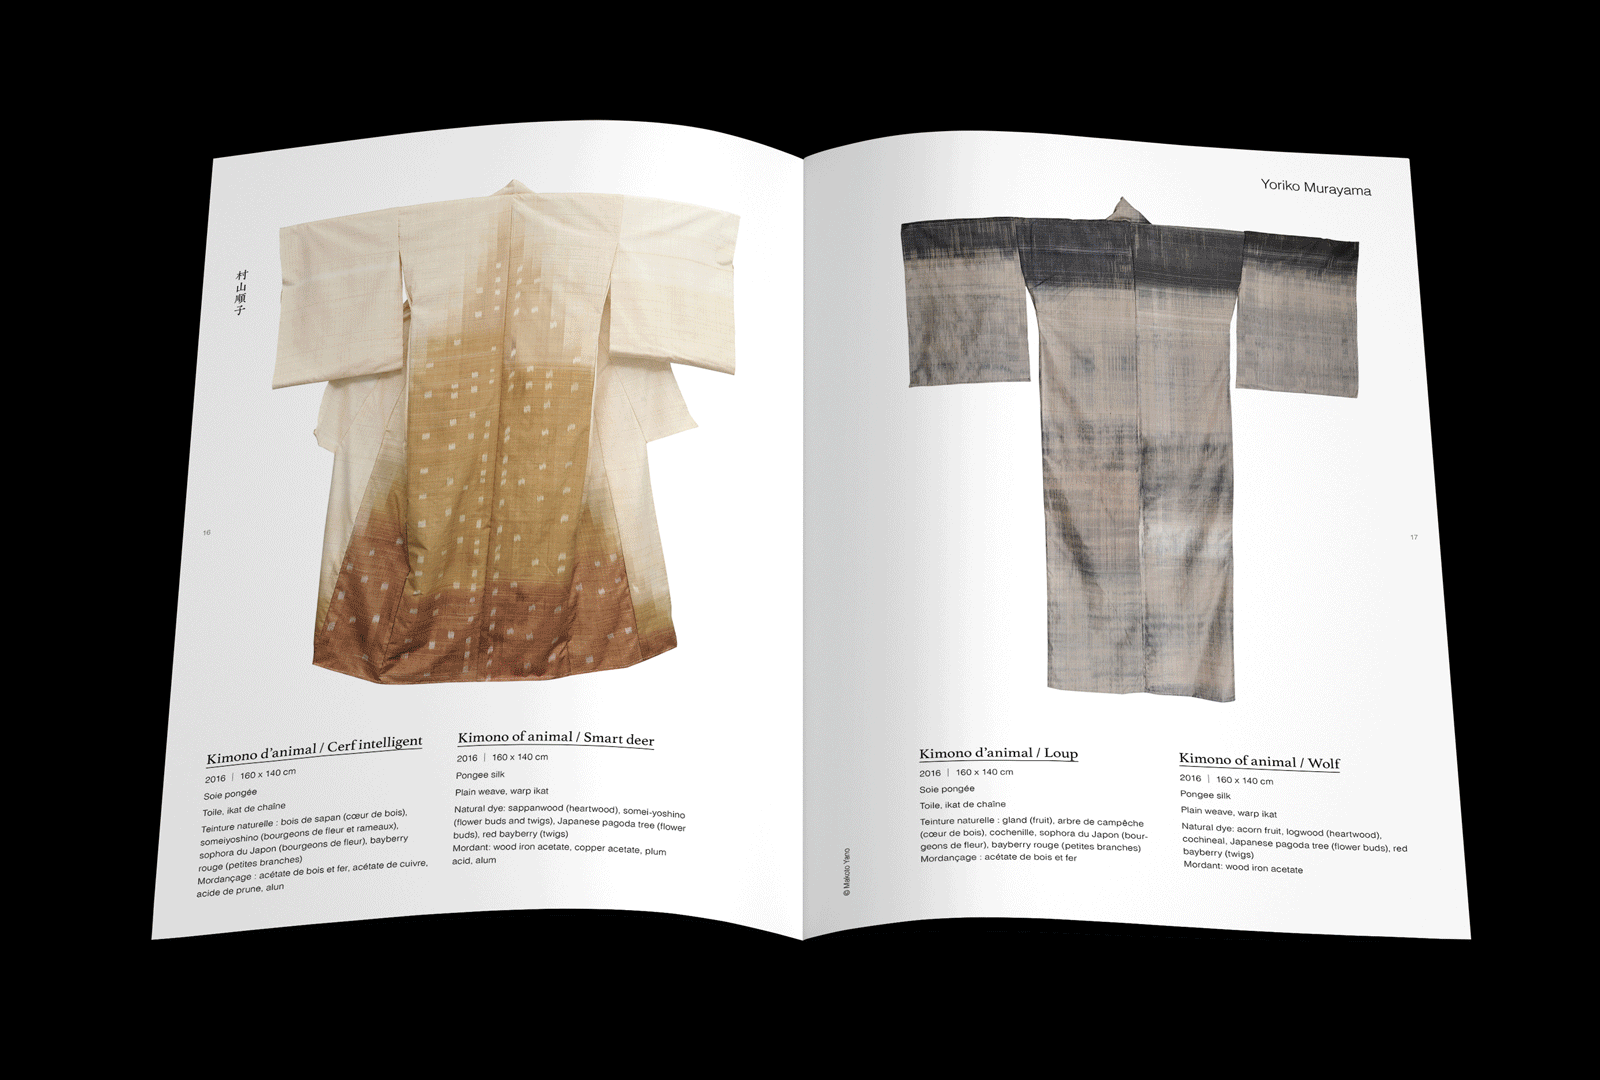 村山順子
16
Kimono d’animal / Cerf intelligent
2016 | 160 x 140 cm
Soie pongée
Toile, ikat de chaîne
Teinture naturelle : bois de sapan (cœur de bois),
someiyoshino (bourgeons de fleur et rameaux),
sophora du Japon (bourgeons de fleur), bayberry
rouge (petites branches)
Mordançage : acétate de bois et fer, acétate de cuivre,
acide de prune, alun
Kimono of animal / Smart deer
2016 | 160 x 140 cm
Pongee silk
Plain weave, warp ikat
Natural dye: sappanwood (heartwood), somei-yoshino
(flower buds and twigs), Japanese pagoda tree (flower
buds), red bayberry (twigs)
Mordant: wood iron acetate, copper acetate, plum
acid, alum
Yoriko Murayama
17
© Makoto Yano
Kimono d’animal / Loup
2016 | 160 x 140 cm
Soie pongée
Toile, ikat de chaîne
Teinture naturelle : gland (fruit), arbre de campêche
(cœur de bois), cochenille, sophora du Japon (bour-
geons de fleur), bayberry rouge (petites branches)
Mordançage : acétate de bois et fer
Kimono of animal / Wolf
2016 | 160 x 140 cm
Pongee silk
Plain weave, warp ikat
Natural dye: acorn fruit, logwood (heartwood),
cochineal, Japanese pagoda tree (flower buds), red
bayberry (twigs)
Mordant: wood iron acetate